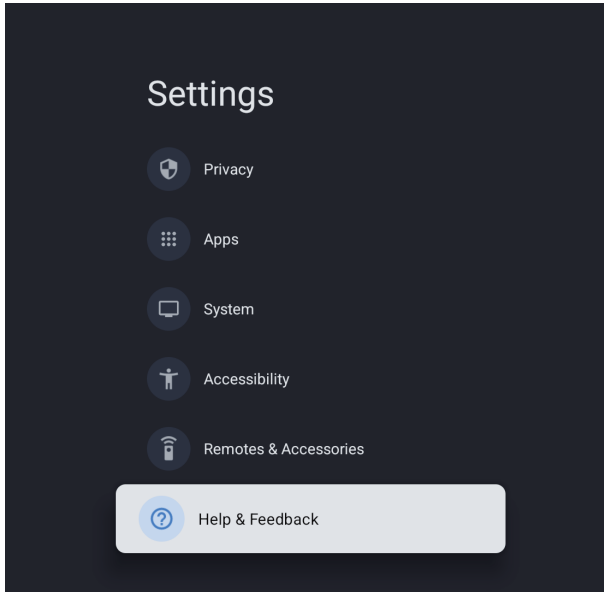 Settings
Privacy
Apps
System
Accessibility
Remotes & Accessories
Help & Feedback